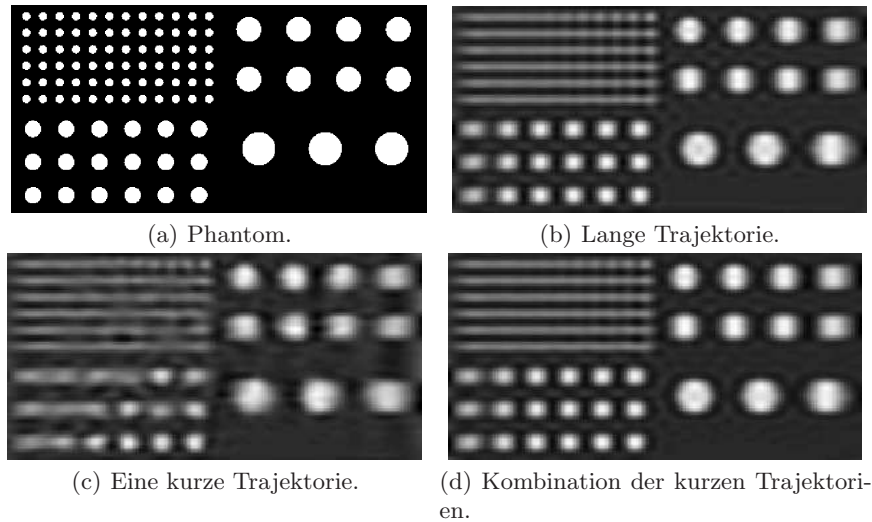 (a) Phantom.
(b) Lange Trajektorie.
(c) Eine kurze Trajektorie.
(d) Kombination der kurzen Trajektori-
en.